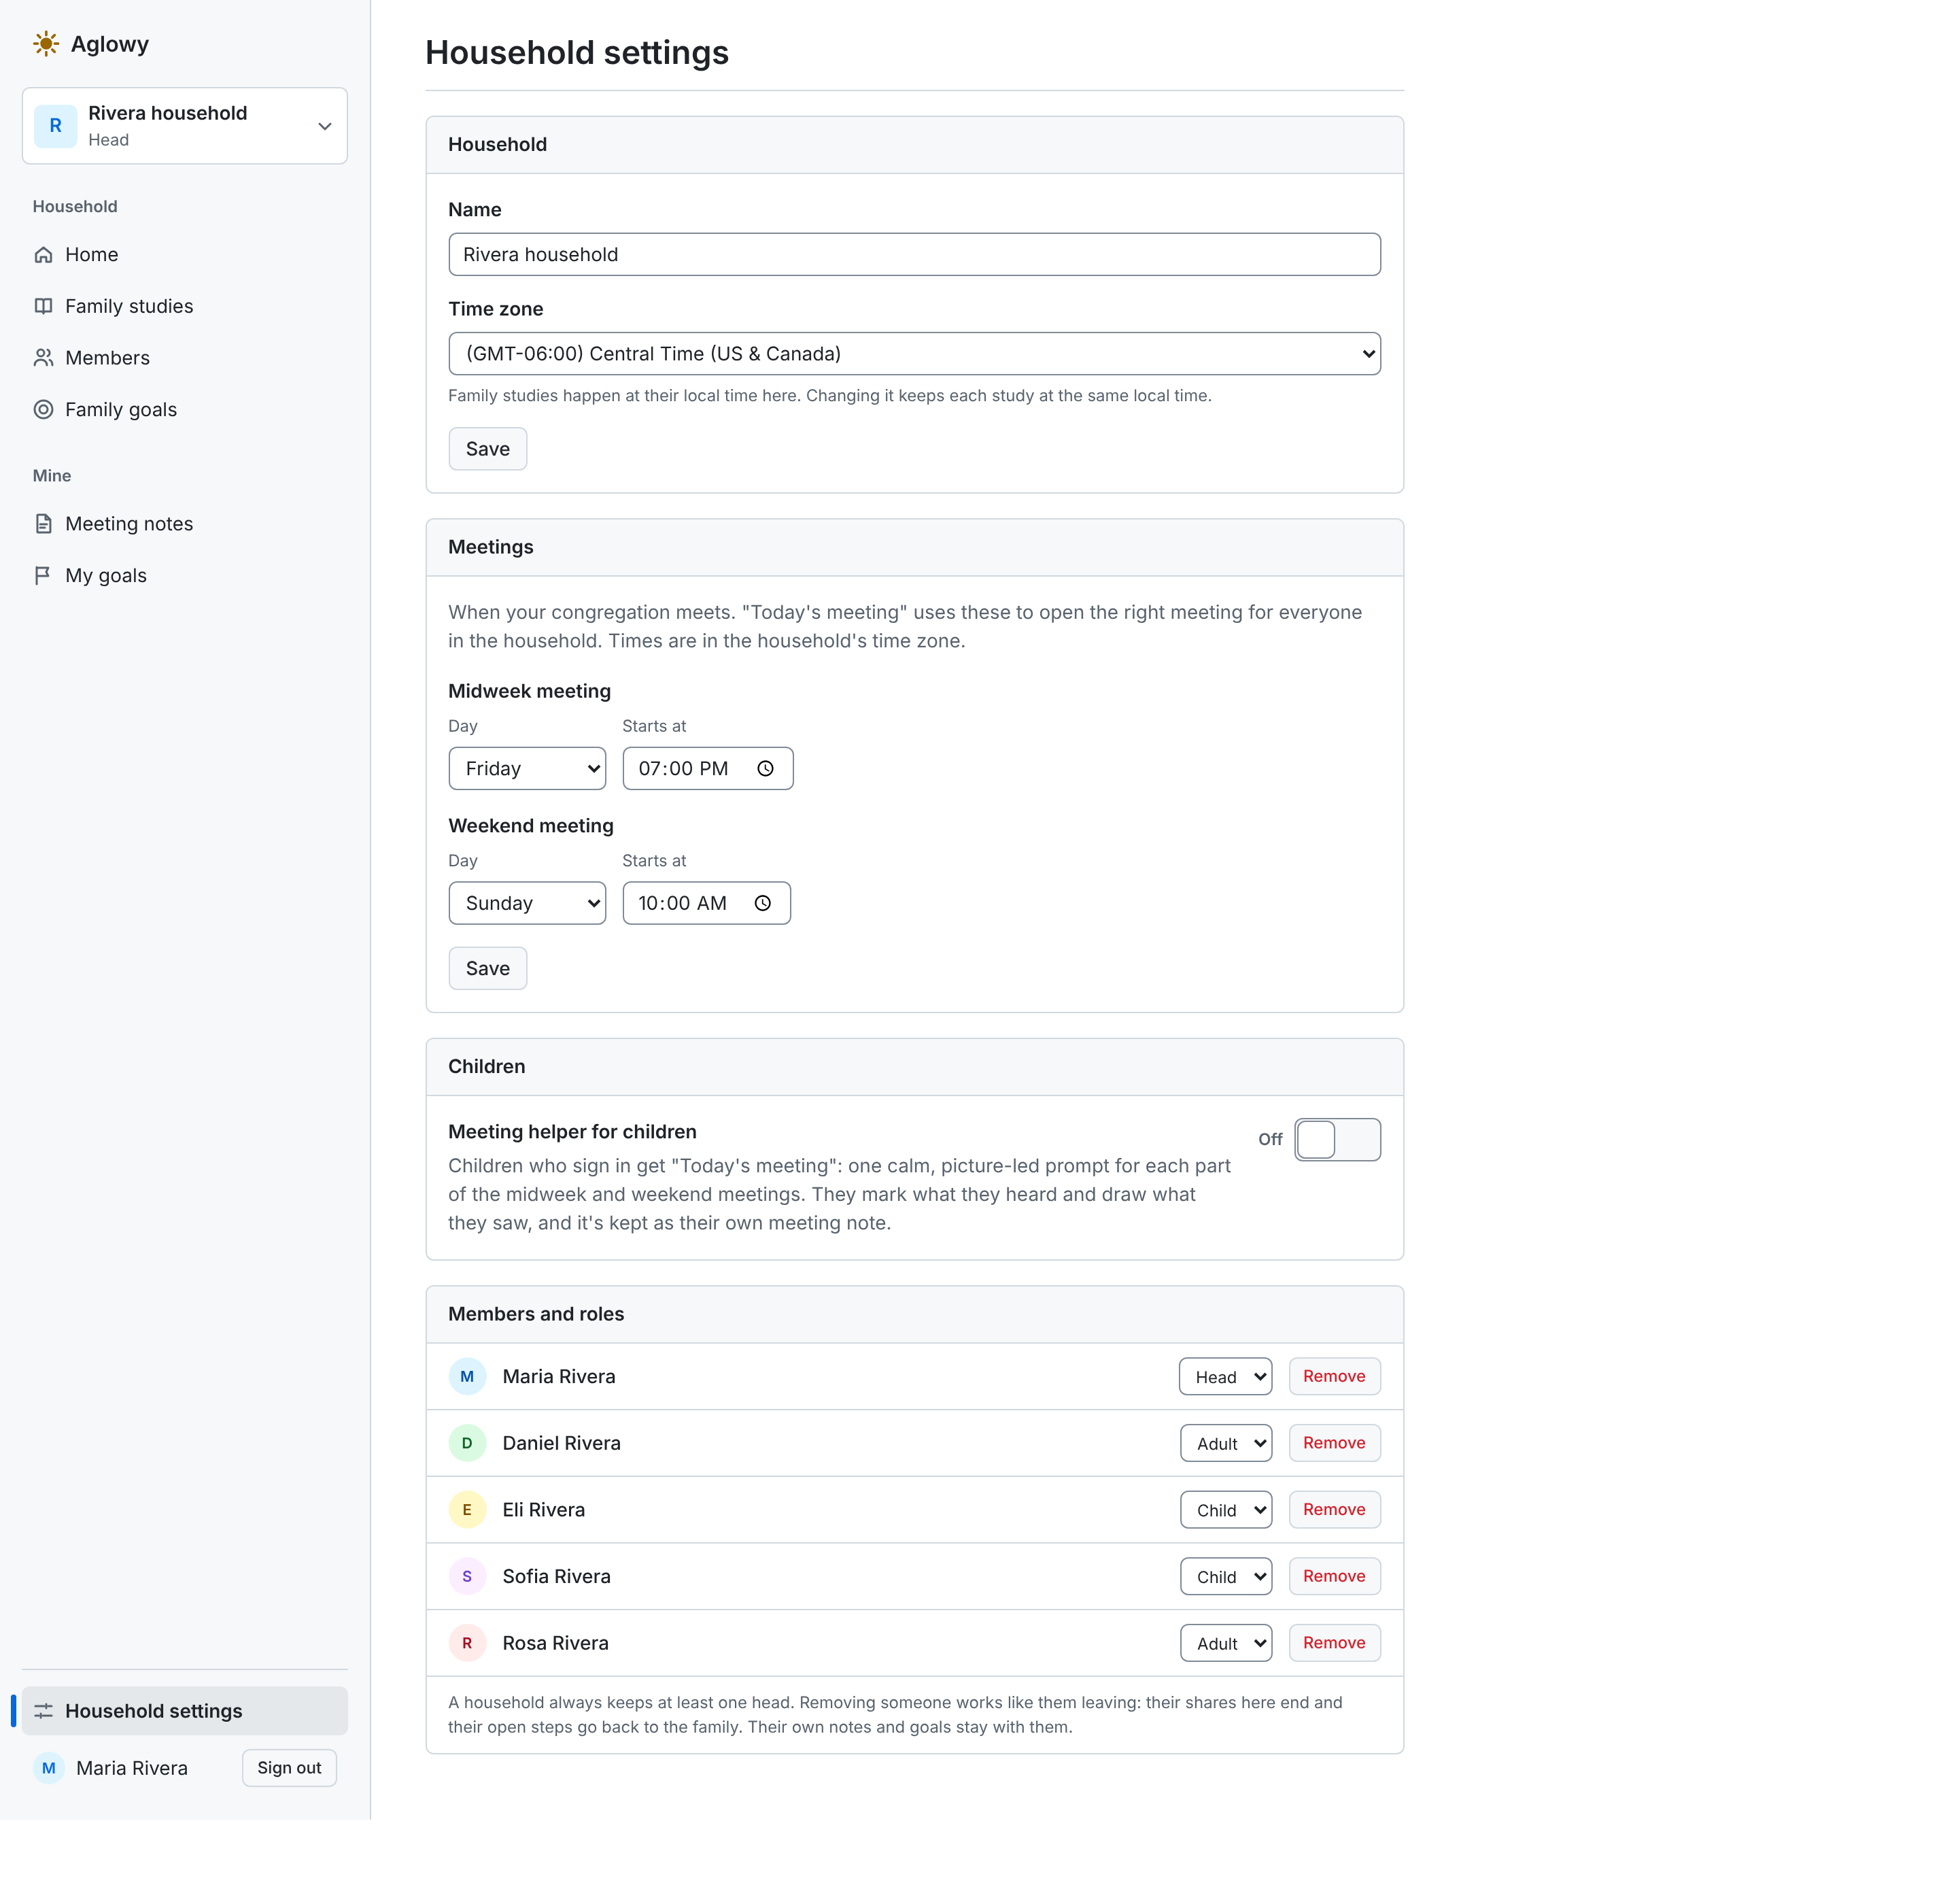 Aglowy
R
Rivera household
Head
Household
Home
Family studies
Members
Family goals
Mine
Meeting notes
My goals
Household settings
M
Maria Rivera
Sign out
Household settings
Household
Name
Rivera household
Time zone
(GMT-06:00) Central Time (US & Canada)
Family studies happen at their local time here. Changing it keeps each study at the same local time.
Save
Meetings
When your congregation meets. "Today's meeting" uses these to open the right meeting for everyone
in the household. Times are in the household's time zone.
Midweek meeting
Day Starts at
Friday 07:00 PM
Weekend meeting
Day Starts at
Sunday 10:00 AM
Save
Children
Meeting helper for children
Off
Children who sign in get "Today's meeting": one calm, picture-led prompt for each part
of the midweek and weekend meetings. They mark what they heard and draw what
they saw, and it's kept as their own meeting note.
Members and roles
M Maria Rivera Head Remove
D Daniel Rivera Adult Remove
E Eli Rivera Child Remove
S Sofia Rivera Child Remove
R Rosa Rivera Adult Remove
A household always keeps at least one head. Removing someone works like them leaving: their shares here end and
their open steps go back to the family. Their own notes and goals stay with them.